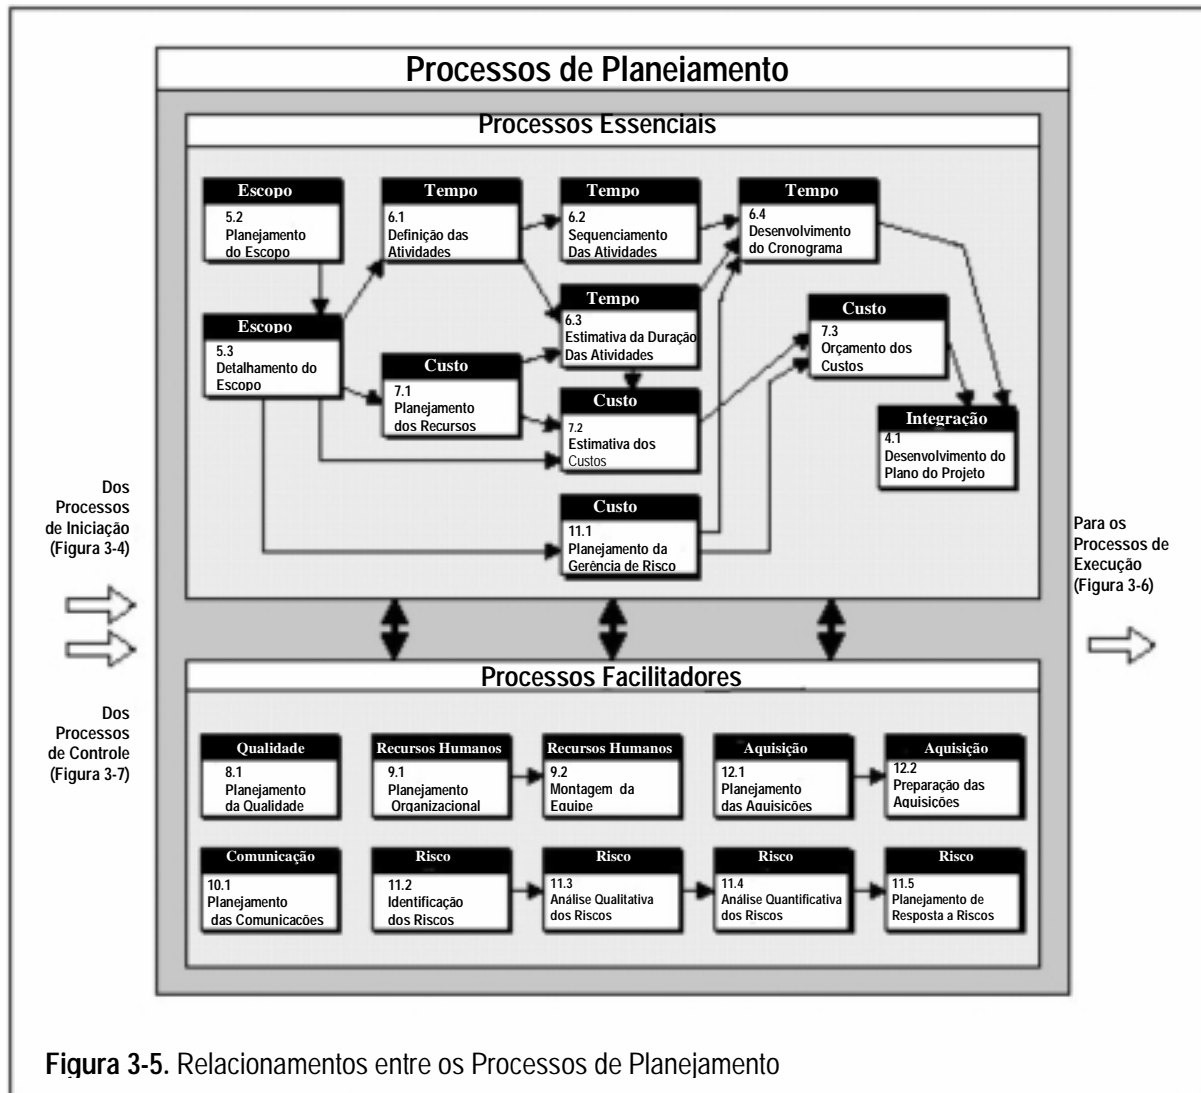 Processos de Planejamento
Processos Essenciais
Escopo
5.2
Planejamento
do Escopo
Tempo
6.1
Definição das
Atividades
Tempo
6.2
Sequenciamento
Das Atividades
Tempo
6.4
Desenvolvimento
do Cronograma
Escopo
5.3
Detalhamento do
Escopo
Custo
7.1
Planejamento
dos Recursos
Tempo
6.3
Estimativa da Duração
Das Atividades
Custo
7.2
Estimativa dos
Custos
Custo
7.3
Orçamento dos
Custos
Integração
4.1
Desenvolvimento do
Plano do Projeto
Custo
11.1
Planejamento da
Gerência de Risco
Dos
Processos
de Iniciação
(Figura 3-4)
Para os
Processos de
Execução
(Figura 3-6)
Dos
Processos
de Controle
(Figura 3-7)
Processos Facilitadores
Qualidade
8.1
Planejamento
da Qualidade
Recursos Humanos
9.1
Planejamento
Organizacional
Recursos Humanos
9.2
Montagem da
Equipe
Aquisição
12.1
Planejamento
das Aquisições
Aquisição
12.2
Preparação das
Aquisições
Comunicação
10.1
Planejamento
das Comunicações
Risco
11.2
Identificação
dos Riscos
Risco
11.3
Análise Qualitativa
dos Riscos
Risco
11.4
Análise Quantificativa
dos Riscos
Risco
11.5
Planejamento de
Resposta a Riscos
Figura 3-5. Relacionamentos entre os Processos de Planejamento